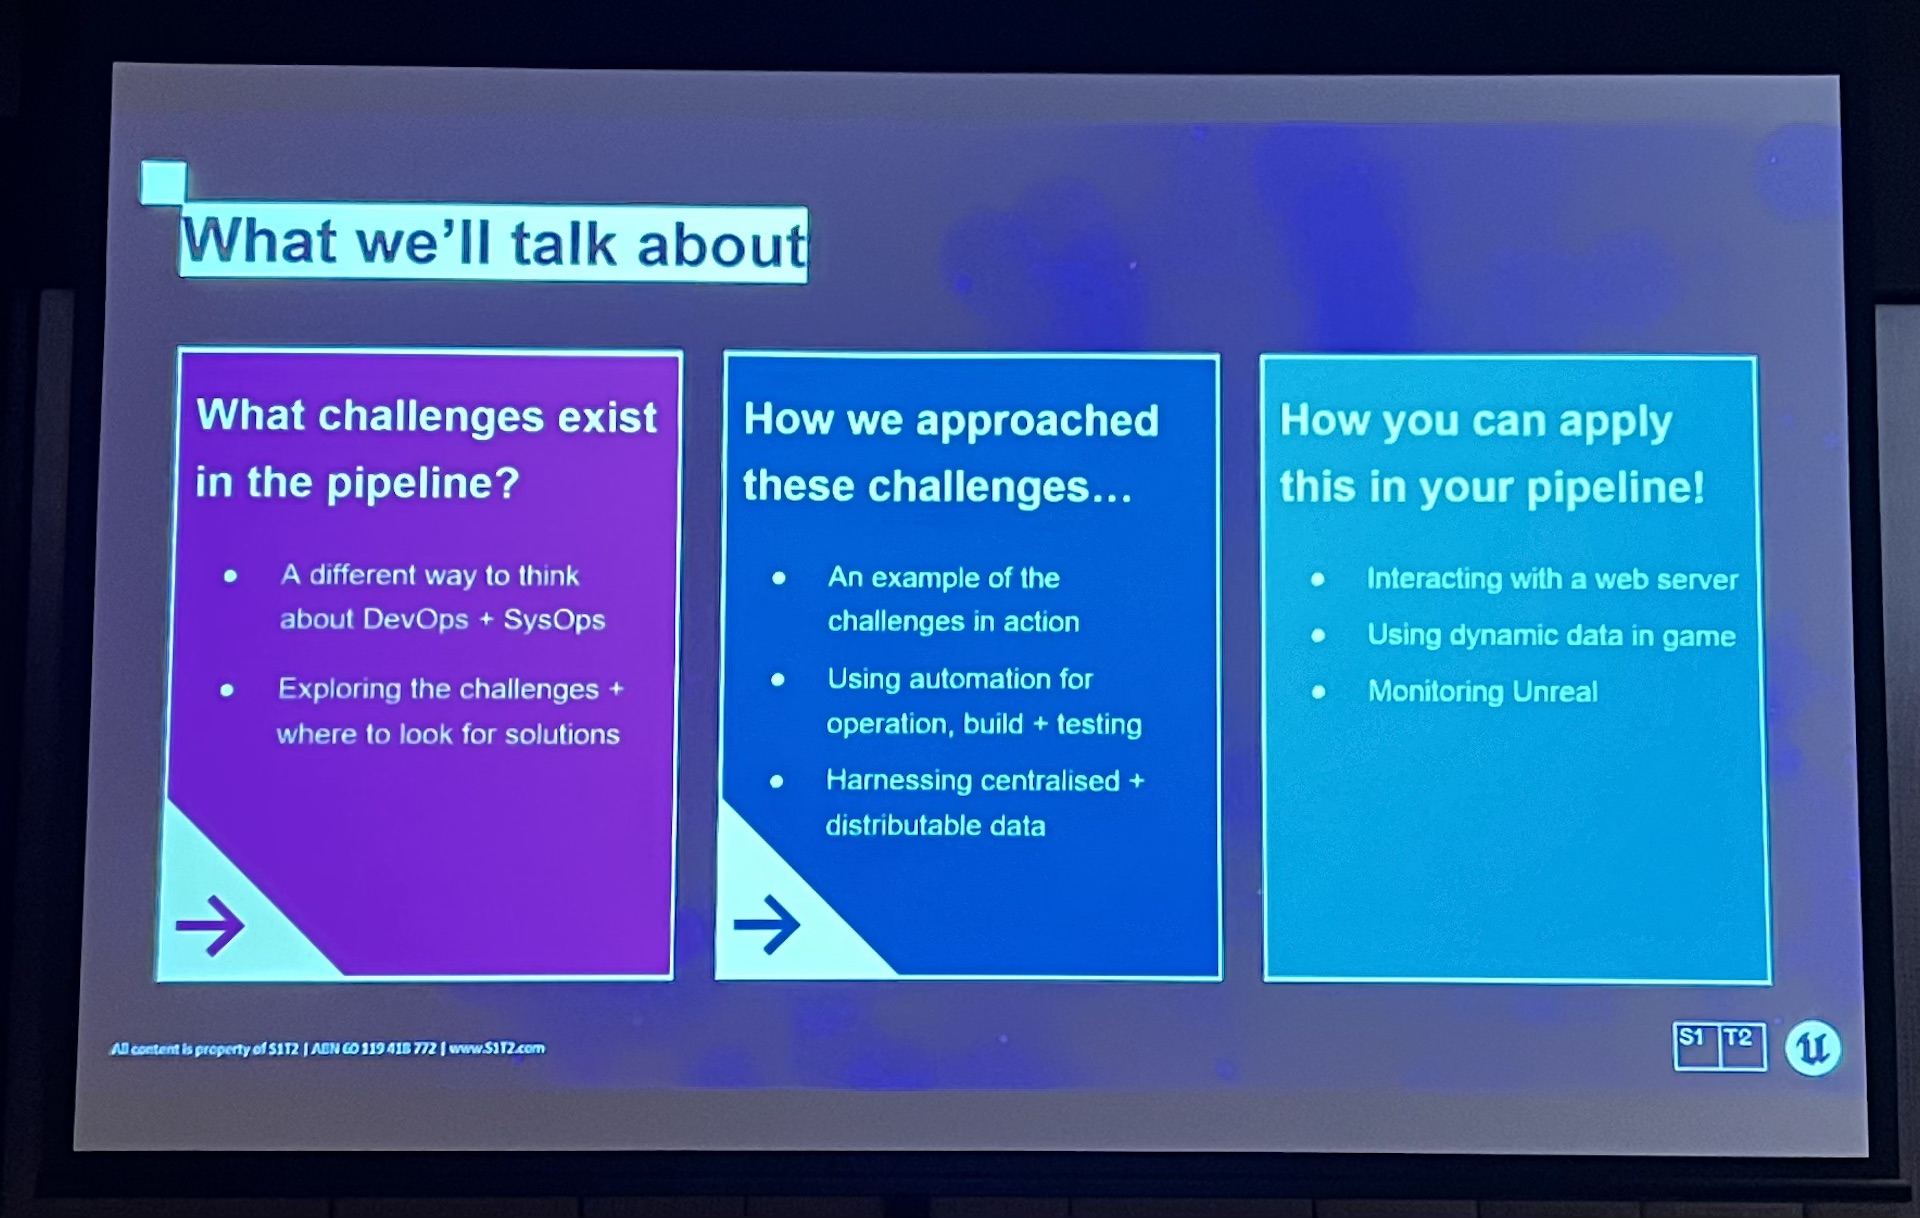 What we'll talk about
What challenges exist
in the pipeline?
● A different way to think
about DevOps + SysOps
● Exploring the challenges +
where to look for solutions
How we approached
these challenges...
● An example of the
challenges in action
● Using automation for
operation, build + testing
● Harnessing centralised +
distributable data
How you can apply
this in your pipeline!
● Interacting with a web server
● Using dynamic data in game
● Monitoring Unreal
All content is property of S1T2 | ABN 60 119 418 772 | www.S1T2.com
S1 T2